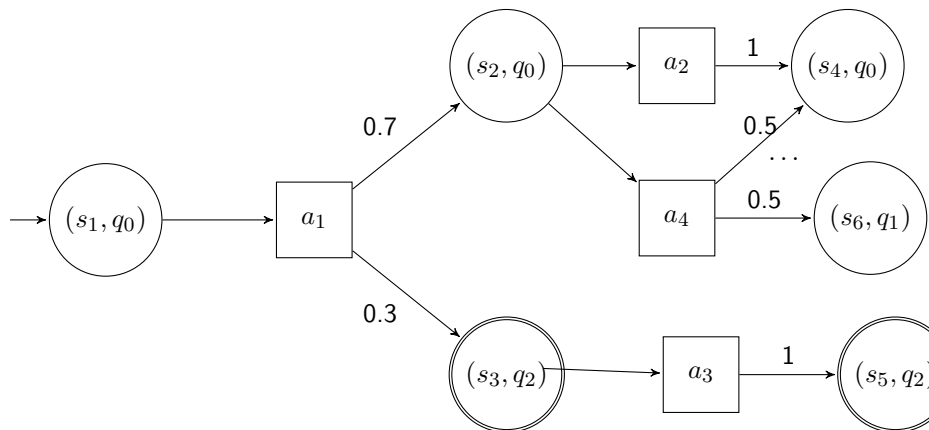 (s₂, q₀)
a₂
1
(s₄, q₀)
0.7
0.5
...
(s₁, q₀)
a₁
a₄
0.5
(s₆, q₁)
0.3
(s₃, q₂)
a₃
1
(s₅, q₂)